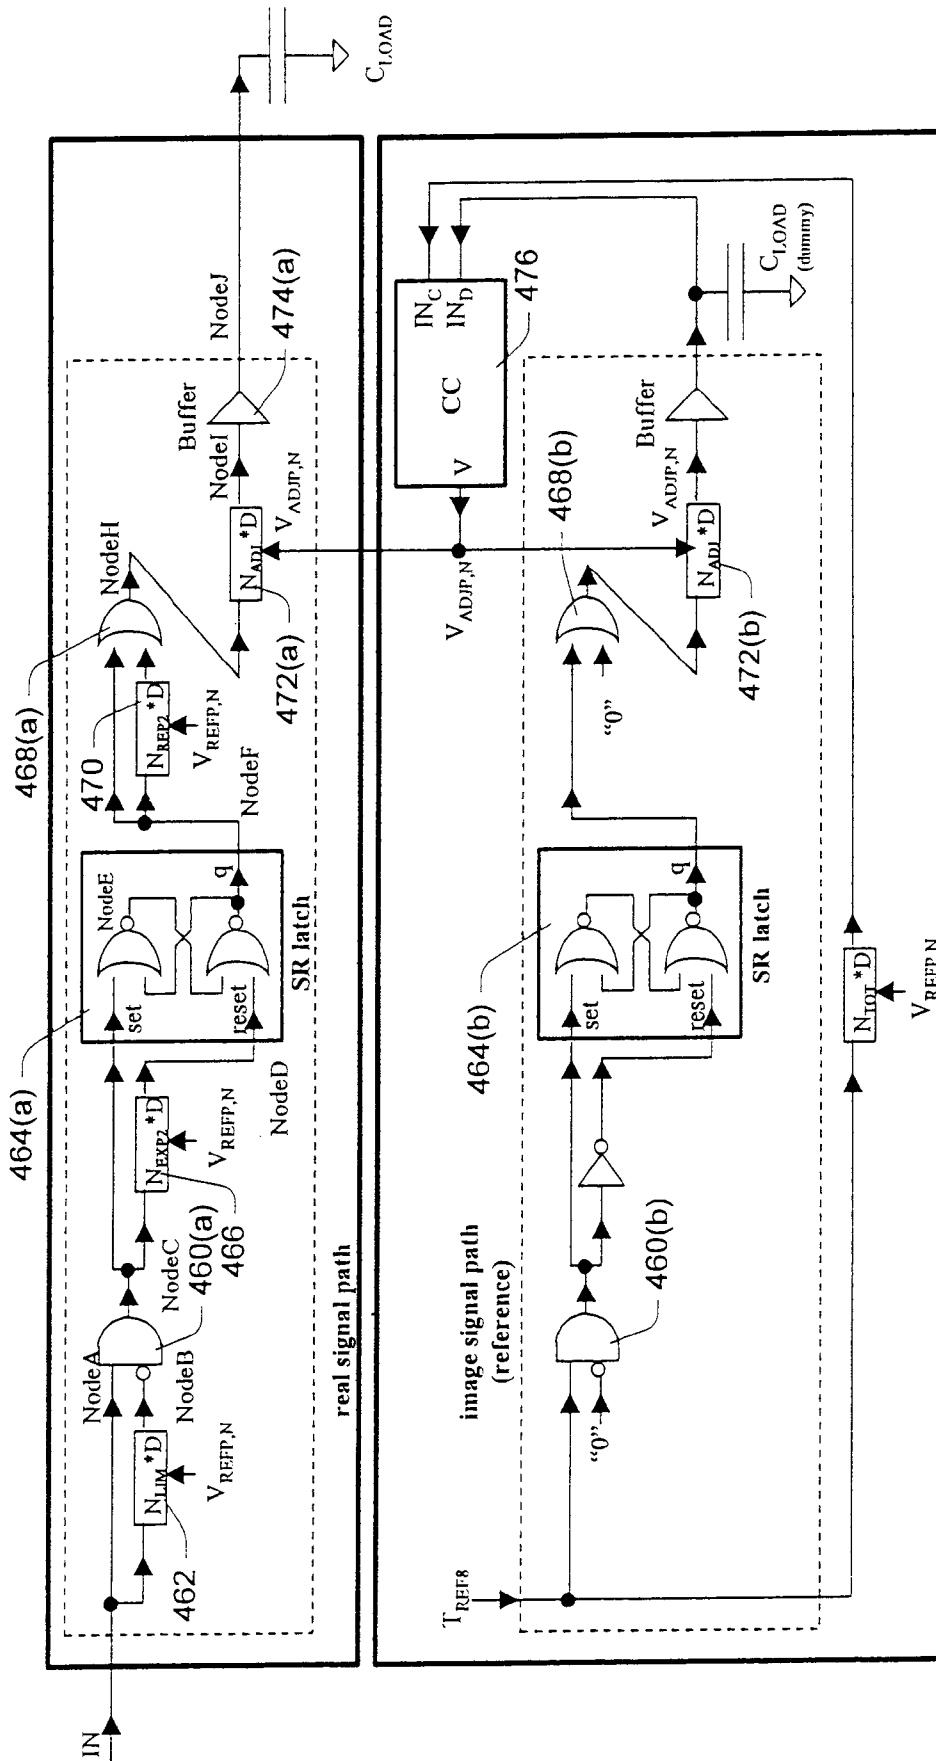 IN
462
N_LIM *D
V_REFP,N
NodeA
NodeB
NodeC
460(a)
466
N_EXP2 *D
V_REFP,N
NodeD
464(a)
set
reset
NodeE
q
SR latch
NodeF
470
N_REP2 *D
V_REFP,N
468(a)
NodeH
472(a)
N_ADJ *D
V_ADJP,N
NodeI
Buffer
474(a)
NodeJ
C_LOAD
real signal path
image signal path
(reference)
T_REF8
"0"
460(b)
464(b)
set
reset
q
SR latch
"0"
468(b)
472(b)
N_ADJ *D
V_ADJP,N
Buffer
V_ADJP,N
V
CC
IN_C
IN_D
476
C_LOAD
(dummy)
N_TOT *D
V_REFP,N